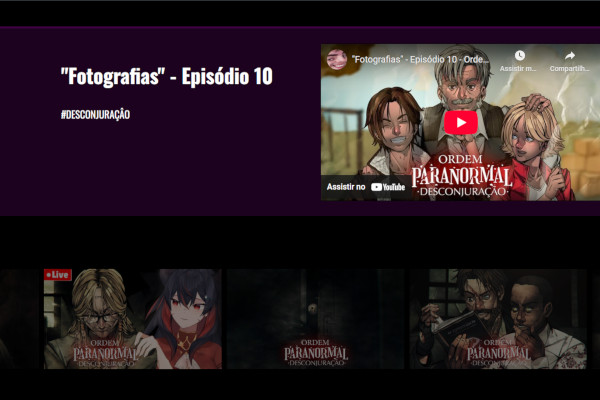 "Fotografias" - Episódio 10
#DESCONJURAÇÃO
"Fotografias" - Episódio 10 - Orde...
Assistir m...
Compartilh...
ORDEM
PARANORMAL
·DESCONJURAÇÃO·
Assistir no YouTube
Live
ORDEM
PARANORMAL
DESCONJURAÇÃO
ORDEM
PARANORMAL
DESCONJURAÇÃO
ORDEM
PARANORMAL
DESCONJURAÇÃO